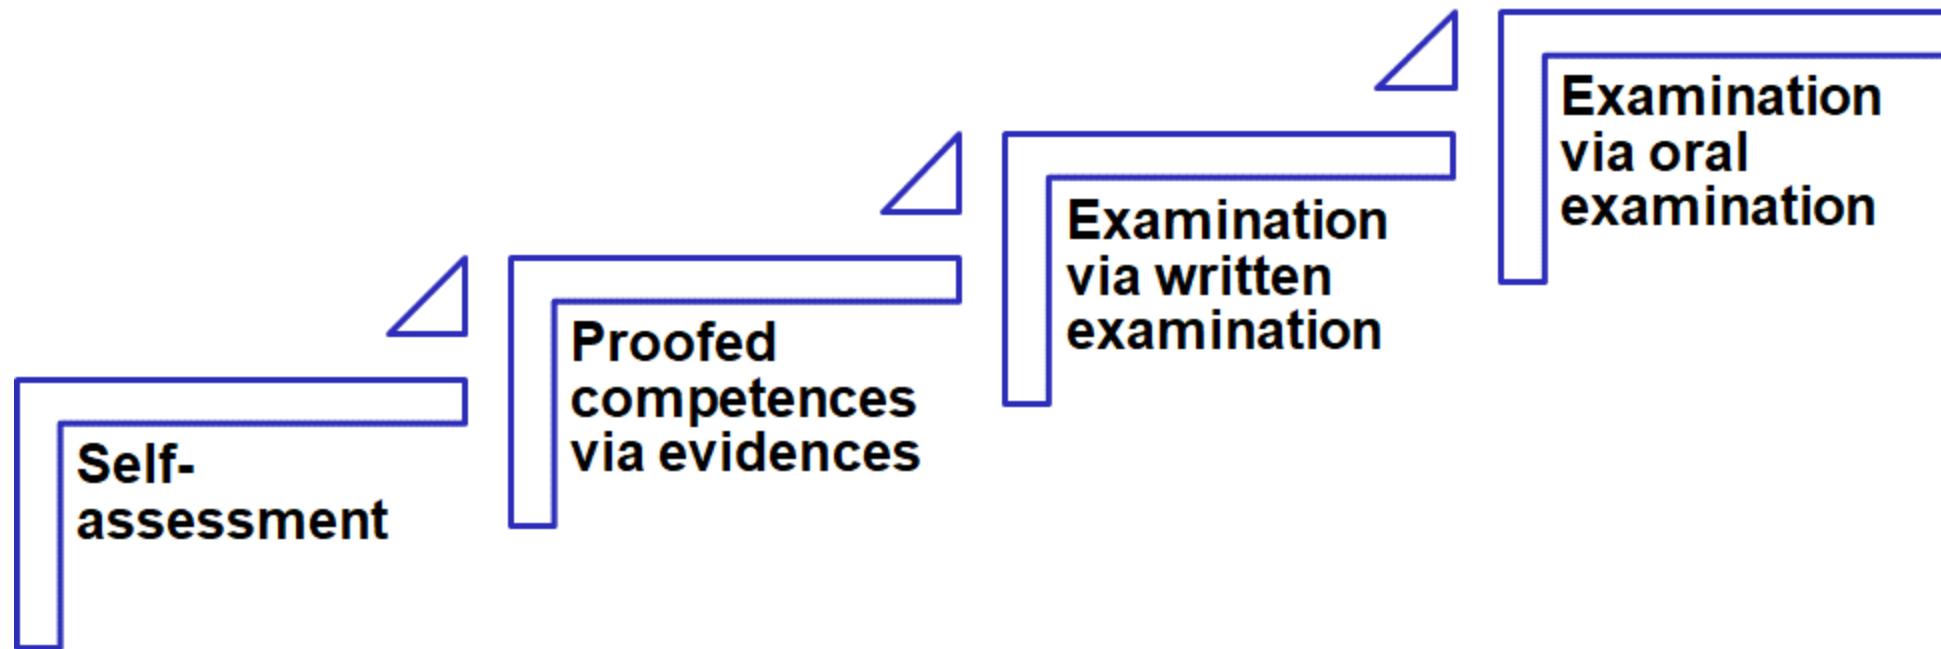 Self-
assessment
Proofed
competences
via evidences
Examination
via written
examination
Examination
via oral
examination